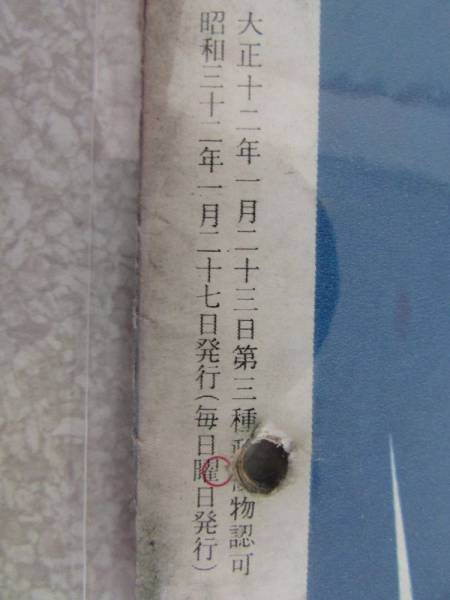 大正十二年一月二十三日第三種 物認可
昭和三十二年一月二十七日発行(毎日曜日発行)